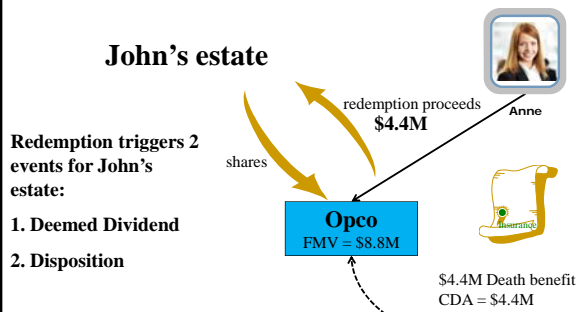 John's estate
redemption proceeds
$4.4M
Anne
Redemption triggers 2
events for John's
estate:
shares
1. Deemed Dividend
2. Disposition
Opco
FMV = $8.8M
Insurance
$4.4M Death benefit
CDA = $4.4M